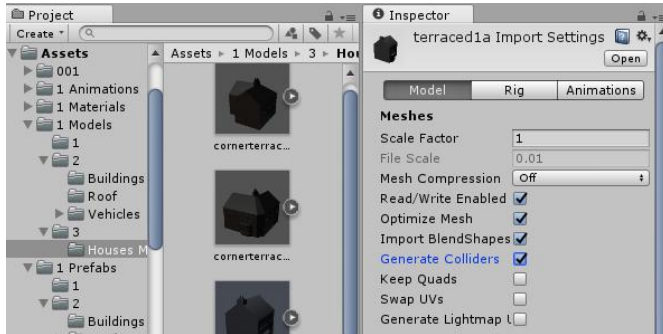 Project
Create
Assets
001
1 Animations
1 Materials
1 Models
1
2
Buildings
Roof
Vehicles
3
Houses M
1 Prefabs
1
2
Buildings
Assets ▸ 1 Models ▸ 3 ▸ Hou
cornerterrac...
cornerterrac...
Inspector
terraced1a Import Settings
Open
Model Rig Animations
Meshes
Scale Factor 1
File Scale 0.01
Mesh Compression Off
Read/Write Enabled
Optimize Mesh
Import BlendShapes
Generate Colliders
Keep Quads
Swap UVs
Generate Lightmap U